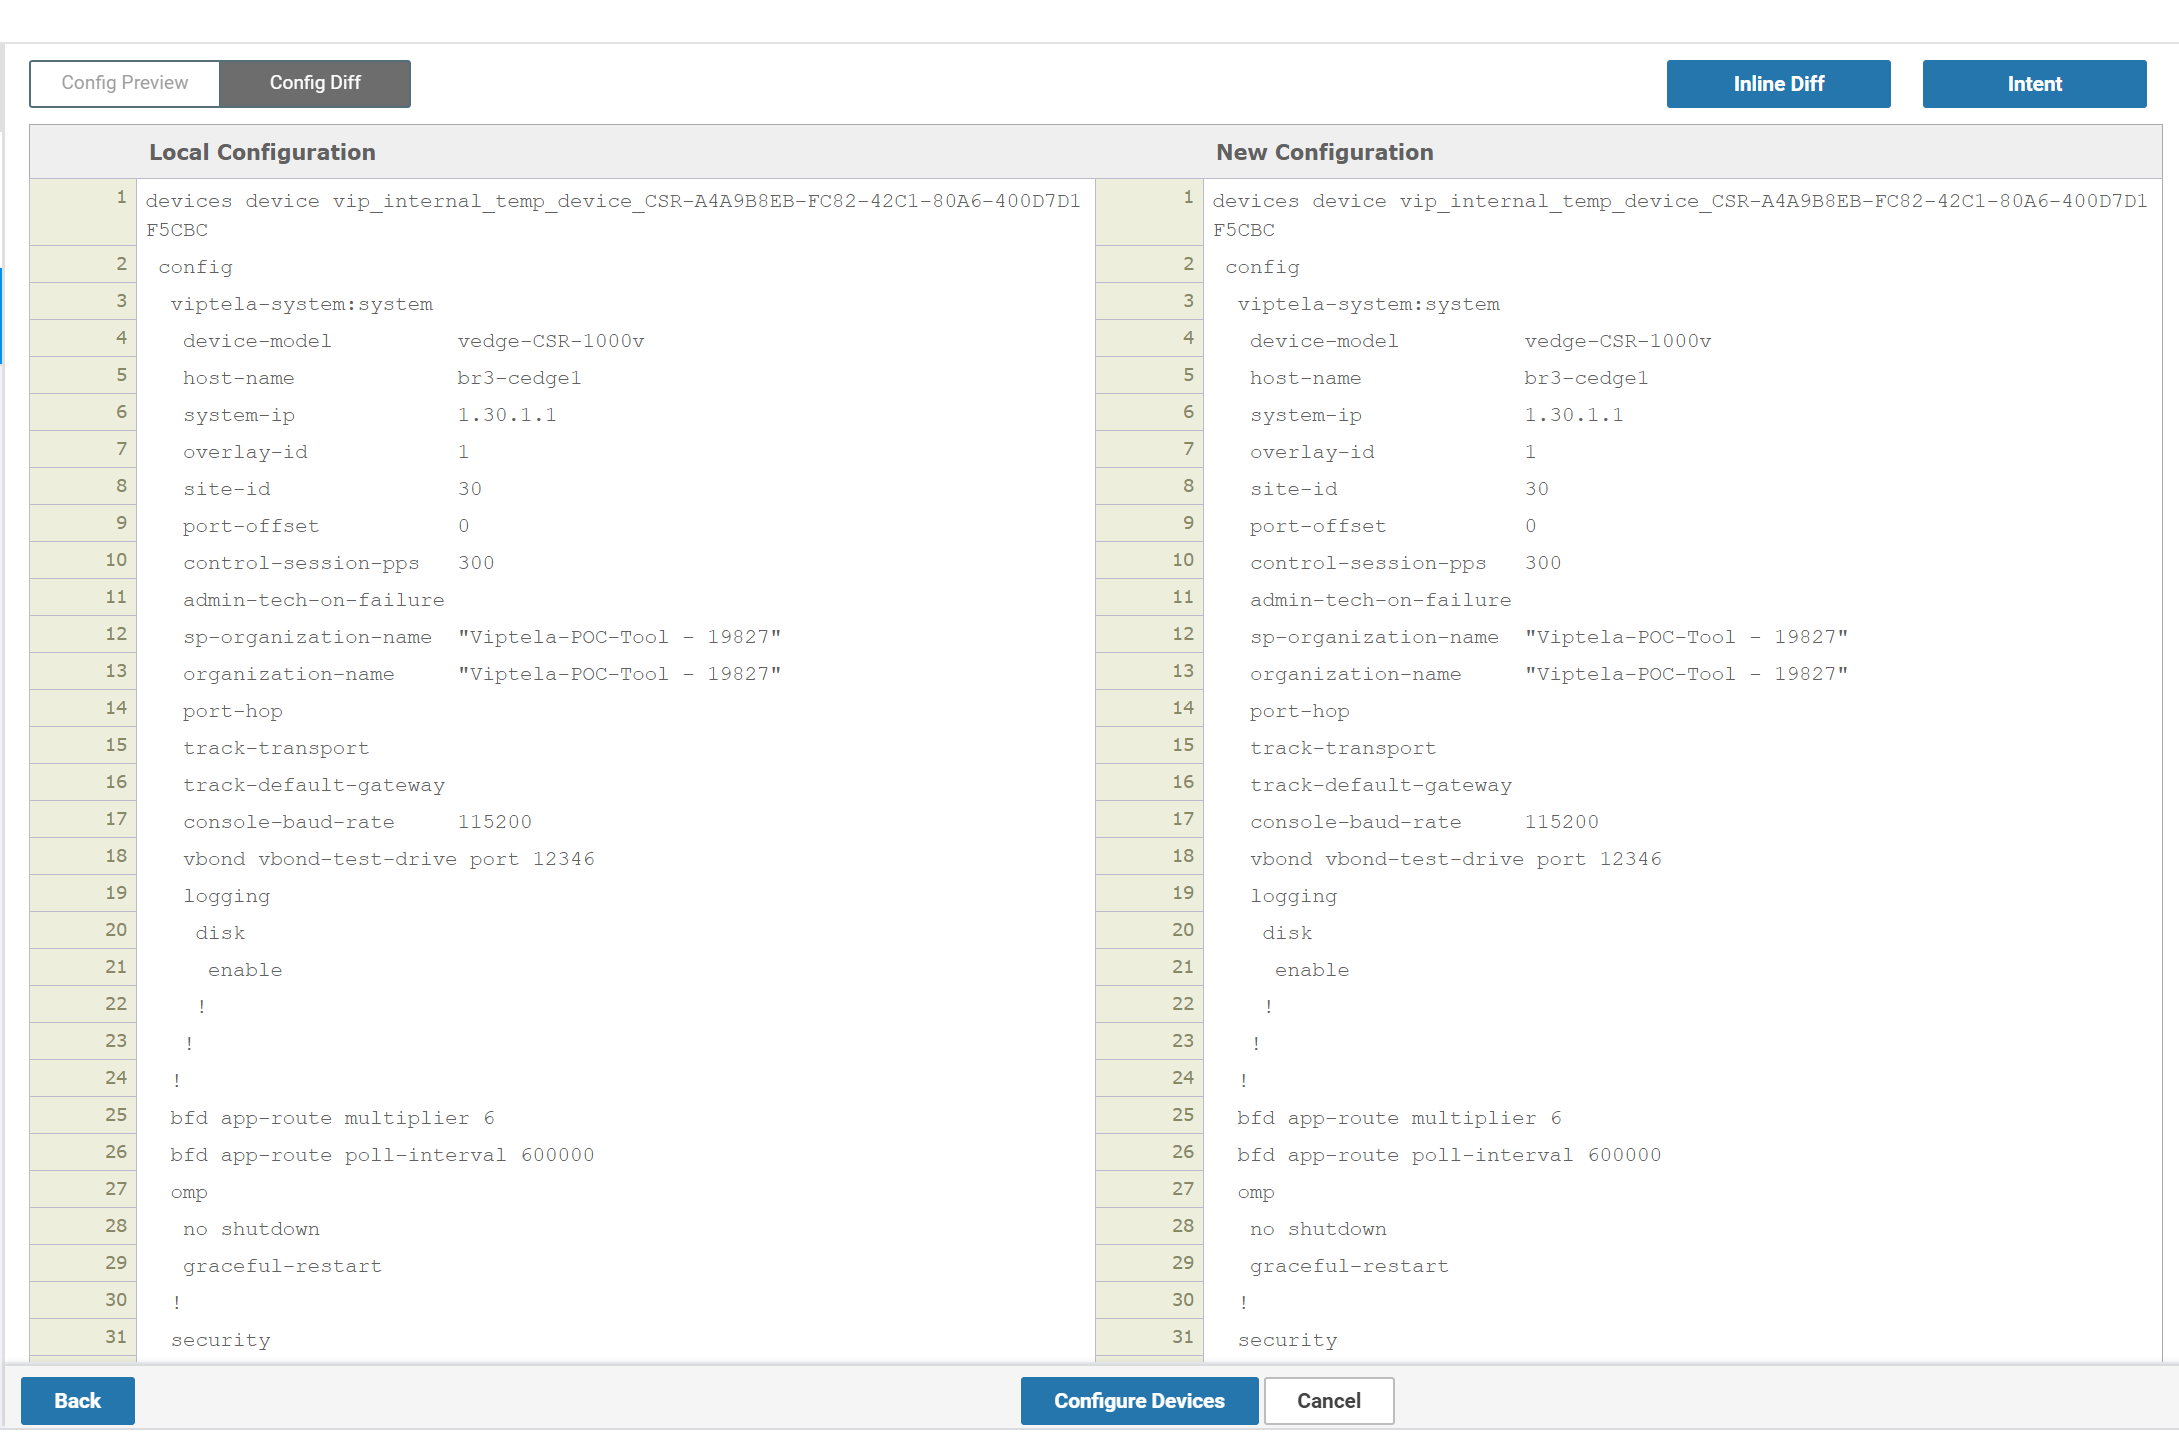 Config Preview Config Diff Inline Diff Intent
Local Configuration
1 devices device vip_internal_temp_device_CSR-A4A9B8EB-FC82-42C1-80A6-400D7D1
F5CBC
2 config
3 viptela-system:system
4 device-model vedge-CSR-1000v
5 host-name br3-cedge1
6 system-ip 1.30.1.1
7 overlay-id 1
8 site-id 30
9 port-offset 0
10 control-session-pps 300
11 admin-tech-on-failure
12 sp-organization-name "Viptela-POC-Tool - 19827"
13 organization-name "Viptela-POC-Tool - 19827"
14 port-hop
15 track-transport
16 track-default-gateway
17 console-baud-rate 115200
18 vbond vbond-test-drive port 12346
19 logging
20 disk
21 enable
22 !
23 !
24 !
25 bfd app-route multiplier 6
26 bfd app-route poll-interval 600000
27 omp
28 no shutdown
29 graceful-restart
30 !
31 security
New Configuration
1 devices device vip_internal_temp_device_CSR-A4A9B8EB-FC82-42C1-80A6-400D7D1
F5CBC
2 config
3 viptela-system:system
4 device-model vedge-CSR-1000v
5 host-name br3-cedge1
6 system-ip 1.30.1.1
7 overlay-id 1
8 site-id 30
9 port-offset 0
10 control-session-pps 300
11 admin-tech-on-failure
12 sp-organization-name "Viptela-POC-Tool - 19827"
13 organization-name "Viptela-POC-Tool - 19827"
14 port-hop
15 track-transport
16 track-default-gateway
17 console-baud-rate 115200
18 vbond vbond-test-drive port 12346
19 logging
20 disk
21 enable
22 !
23 !
24 !
25 bfd app-route multiplier 6
26 bfd app-route poll-interval 600000
27 omp
28 no shutdown
29 graceful-restart
30 !
31 security
Back Configure Devices Cancel